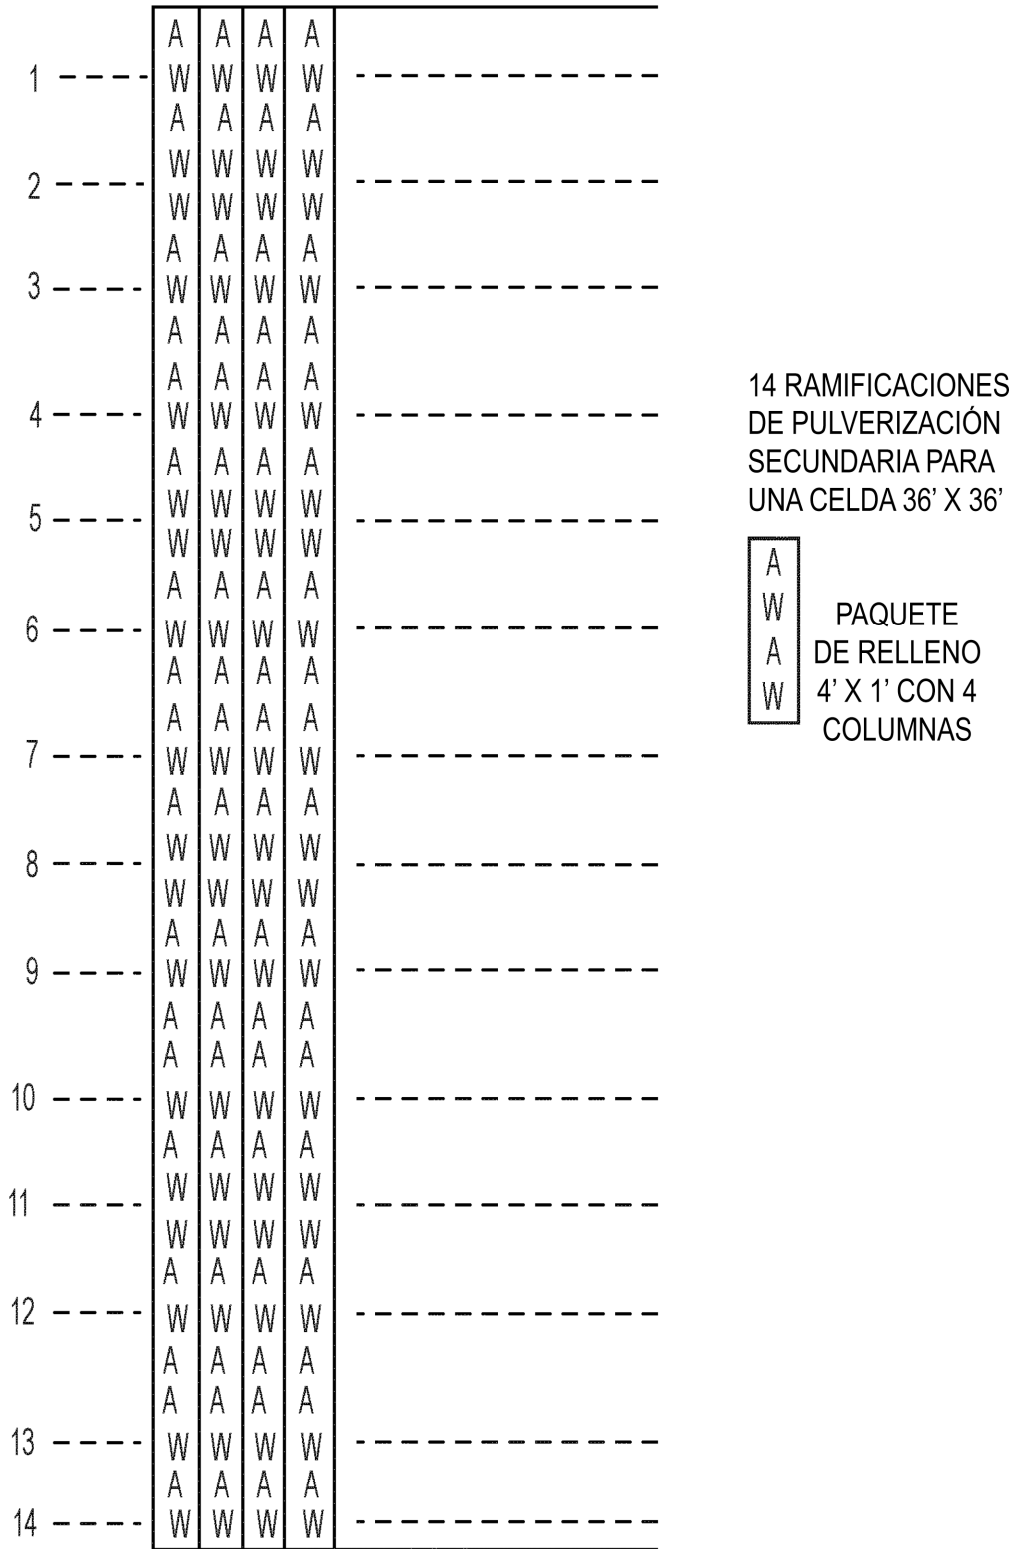 A A A A
1 W W W W
A A A A
W W W W
2
W W W W
A A A A
3 W W W W
A A A A
A A A A
4 W W W W
A A A A
W W W W
5
W W W W
A A A A
6 W W W W
A A A A
A A A A
7 W W W W
A A A A
W W W W
8
W W W W
A A A A
9 W W W W
A A A A
A A A A
10 W W W W
A A A A
W W W W
11
W W W W
A A A A
12 W W W W
A A A A
A A A A
13 W W W W
A A A A
14 W W W W
14 RAMIFICACIONES
DE PULVERIZACIÓN
SECUNDARIA PARA
UNA CELDA 36' X 36'
A
W
A
W
PAQUETE
DE RELLENO
4' X 1' CON 4
COLUMNAS